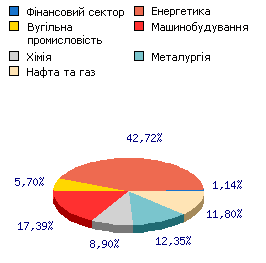 Фінансовий сектор
Енергетика
Вугільна
промисловість
Машинобудування
Хімія
Металургія
Нафта та газ
42,72%
5,70%
1,14%
11,80%
17,39%
8,90%
12,35%